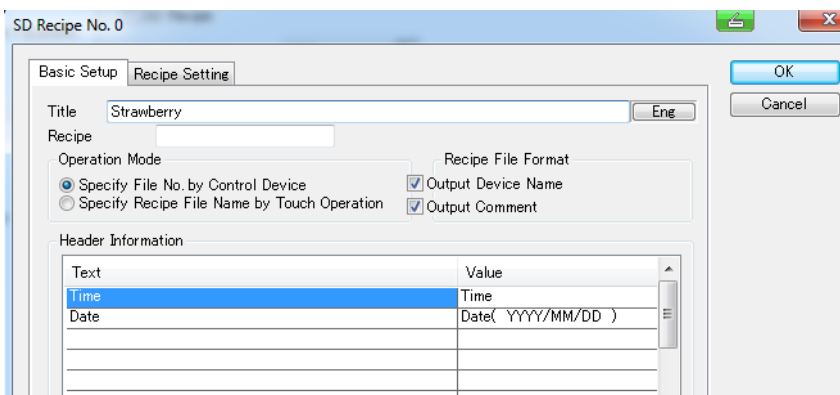 SD Recipe No. 0
Basic Setup Recipe Setting
OK
Title Strawberry Eng
Cancel
Recipe
Operation Mode Recipe File Format
Specify File No. by Control Device Output Device Name
Specify Recipe File Name by Touch Operation Output Comment
Header Information
Text Value
Time Time
Date Date( YYYY/MM/DD )